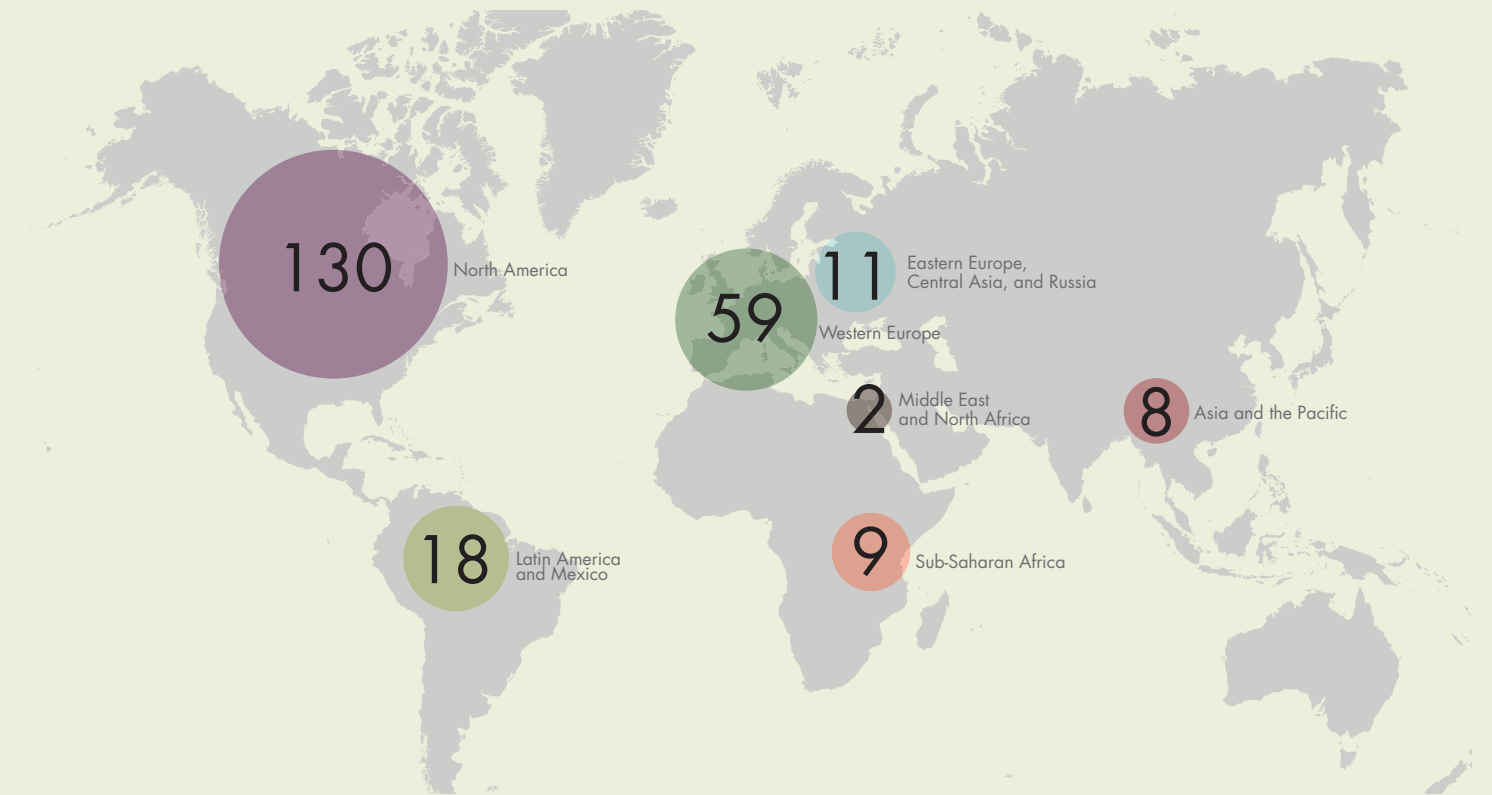 130
North America
59
Western Europe
11
Eastern Europe,
Central Asia, and Russia
2
Middle East
and North Africa
8
Asia and the Pacific
18
Latin America
and Mexico
9
Sub-Saharan Africa